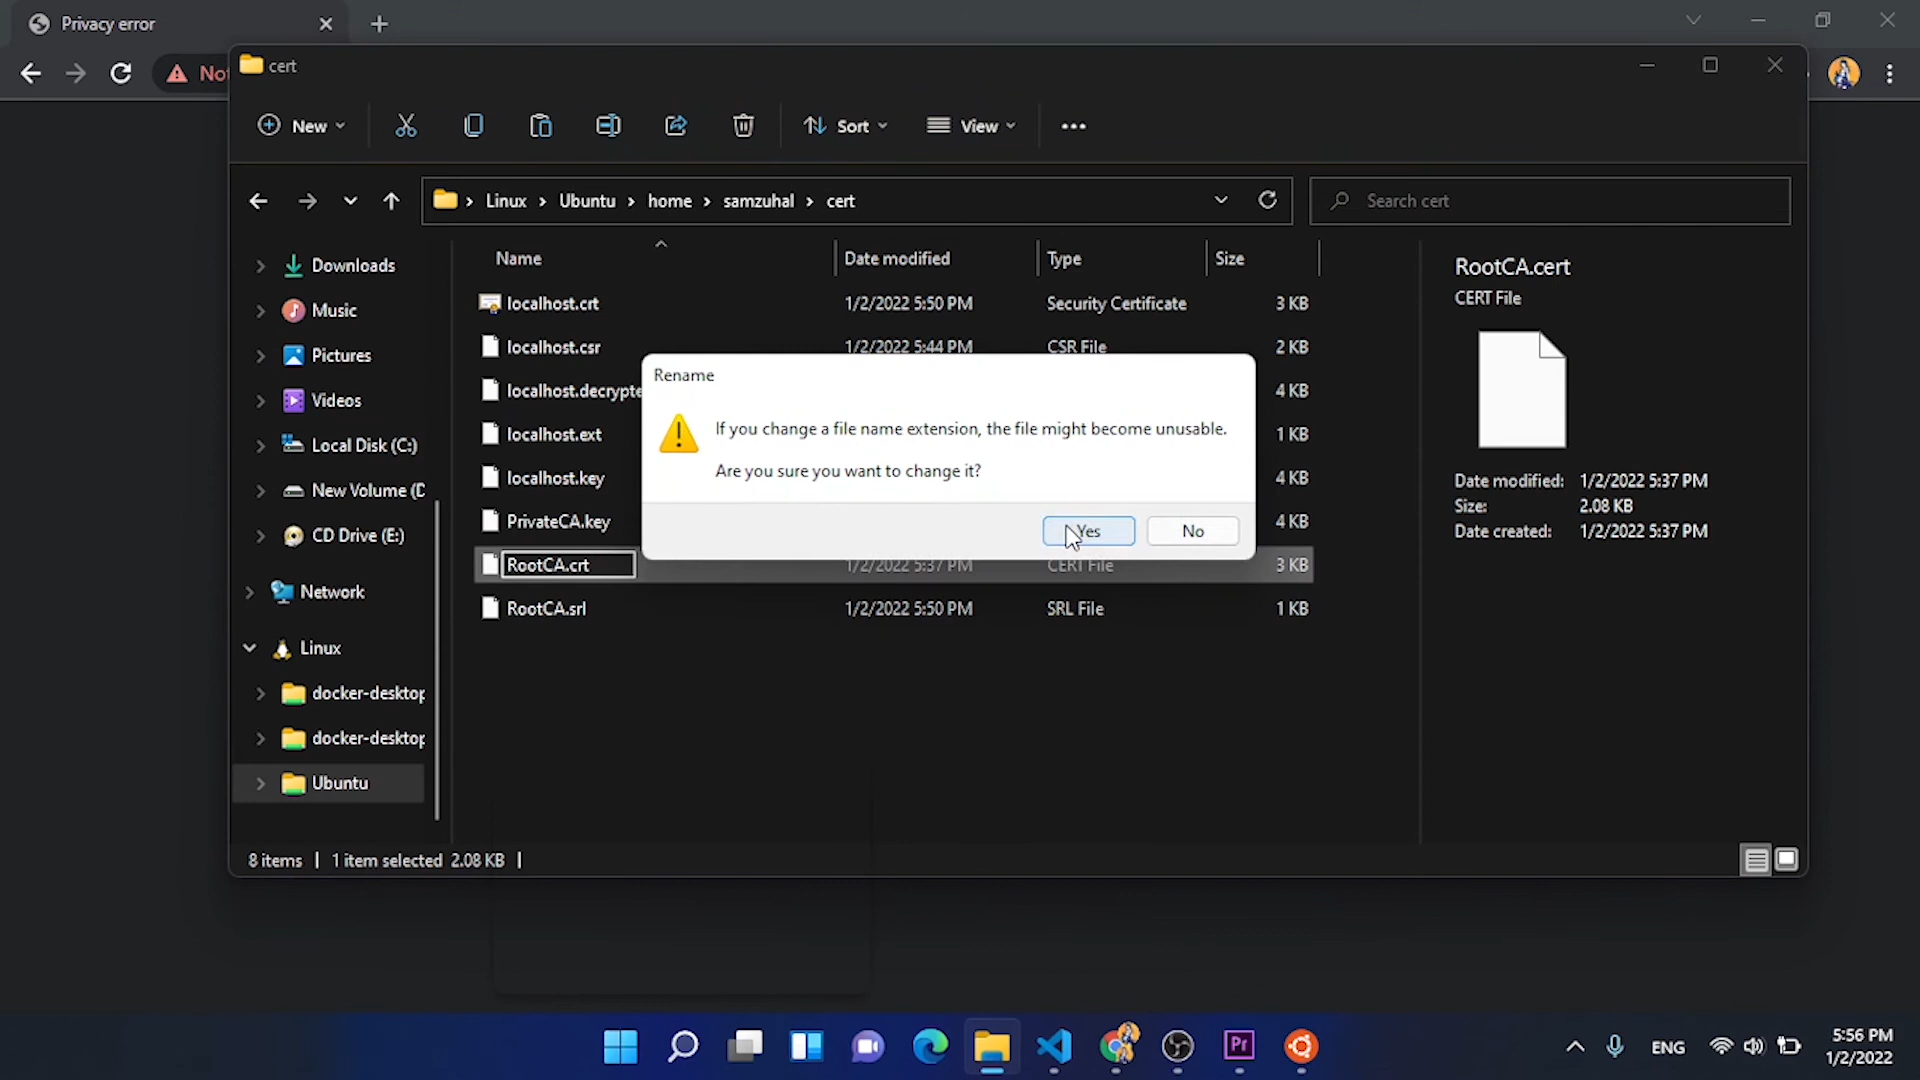 Privacy error
No
cert
New
Sort
View
Linux > Ubuntu > home > samzuhal > cert
Search cert
Downloads
Music
Pictures
Videos
Local Disk (C:)
New Volume (D
CD Drive (E:)
Network
Linux
docker-desktop
docker-desktop
Ubuntu
Name Date modified Type Size
localhost.crt 1/2/2022 5:50 PM Security Certificate 3 KB
localhost.csr 1/2/2022 5:44 PM CSR File 2 KB
localhost.decrypte 4 KB
localhost.ext 1 KB
localhost.key 4 KB
PrivateCA.key 4 KB
RootCA.crt 1/2/2022 5:37 PM CERT File 3 KB
RootCA.srl 1/2/2022 5:50 PM SRL File 1 KB
Rename
If you change a file name extension, the file might become unusable.
Are you sure you want to change it?
Yes No
RootCA.cert
CERT File
Date modified: 1/2/2022 5:37 PM
Size: 2.08 KB
Date created: 1/2/2022 5:37 PM
8 items | 1 item selected 2.08 KB |
Pr
ENG
5:56 PM
1/2/2022